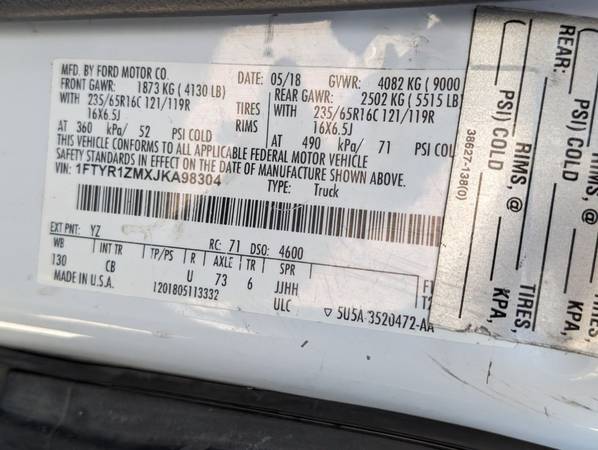 MFD. BY FORD MOTOR CO.
DATE: 05/18 GVWR: 4082 KG ( 9000
FRONT GAWR: 1873 KG ( 4130 LB)
REAR GAWR: 2502 KG ( 5515 LB)
WITH 235/65R16C 121/119R TIRES
WITH 235/65R16C 121/119R
16X6.5J RIMS
16X6.5J
AT 360 kPa/ 52 PSI COLD
AT 490 kPa/ 71 PSI COL
THIS VEHICLE CONFORMS TO ALL APPLICABLE FEDERAL MOTOR VEHICLE
SAFETY STANDARDS IN EFFECT ON THE DATE OF MANUFACTURE SHOWN ABOVE.
VIN: 1FTYR1ZMXJKA98304
TYPE: Truck
EXT PNT: YZ RC: 71 DSO: 4600
WB INT TR TP/PS R AXLE TR SPR
130 CB U 73 6 JJHH
MADE IN U.S.A. 1201805113332 ULC
5U5A-3520472-AA
38627-138(0)
PSI) COLD
RIMS, @
REAR:
PSI) COLD
RIMS, @